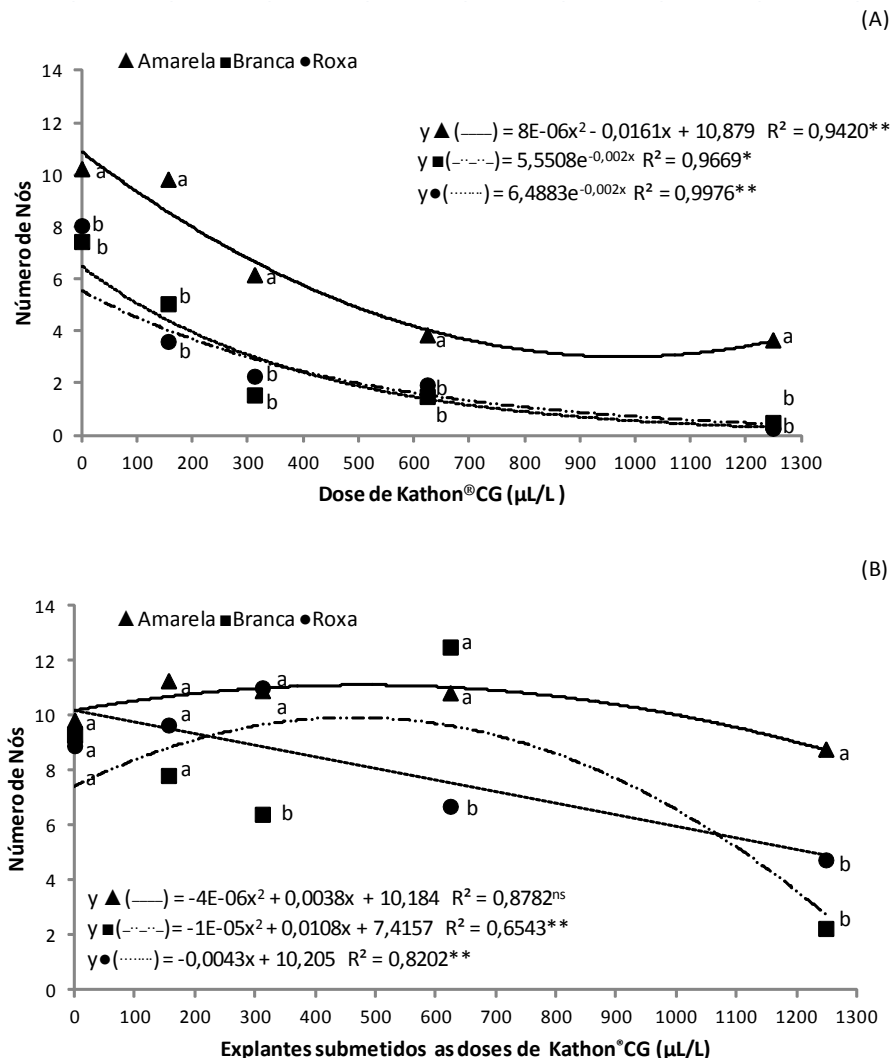 (A)
▲Amarela ■Branca ●Roxa
y ▲ (——) = 8E-06x² - 0,0161x + 10,879 R² = 0,9420**
y ■(_.._.._) = 5,5508e^-0,002x R² = 0,9669*
y●(........) = 6,4883e^-0,002x R² = 0,9976**
Número de Nós
14
12
10
8
6
4
2
0
a
a
a
a
a
b
b
b
b
b
b
b
b
b
b
0 100 200 300 400 500 600 700 800 900 1000 1100 1200 1300
Dose de Kathon®CG (µL/L )
(B)
▲Amarela ■Branca ●Roxa
Número de Nós
14
12
10
8
6
4
2
0
a
a
a
a
a
a
a
a
a
b
a
a
b
a
b
b
y ▲ (——) = -4E-06x² + 0,0038x + 10,184 R² = 0,8782ns
y ■(_.._.._) = -1E-05x² + 0,0108x + 7,4157 R² = 0,6543**
y●(........) = -0,0043x + 10,205 R² = 0,8202**
0 100 200 300 400 500 600 700 800 900 1000 1100 1200 1300
Explantes submetidos as doses de Kathon®CG (µL/L)